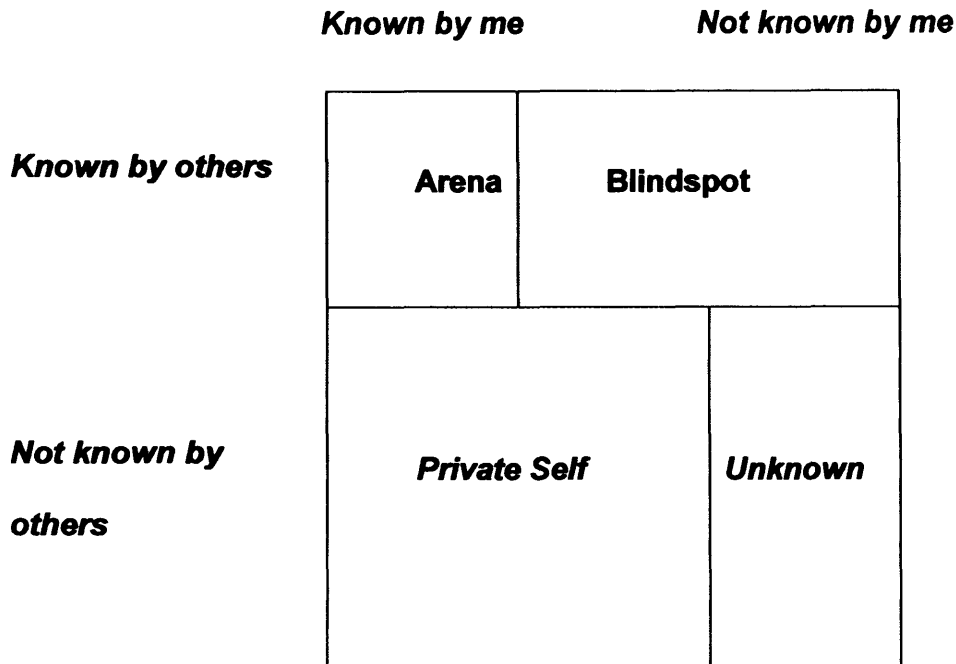 Known by me Not known by me
Known by others
Arena Blindspot
Not known by
others
Private Self Unknown